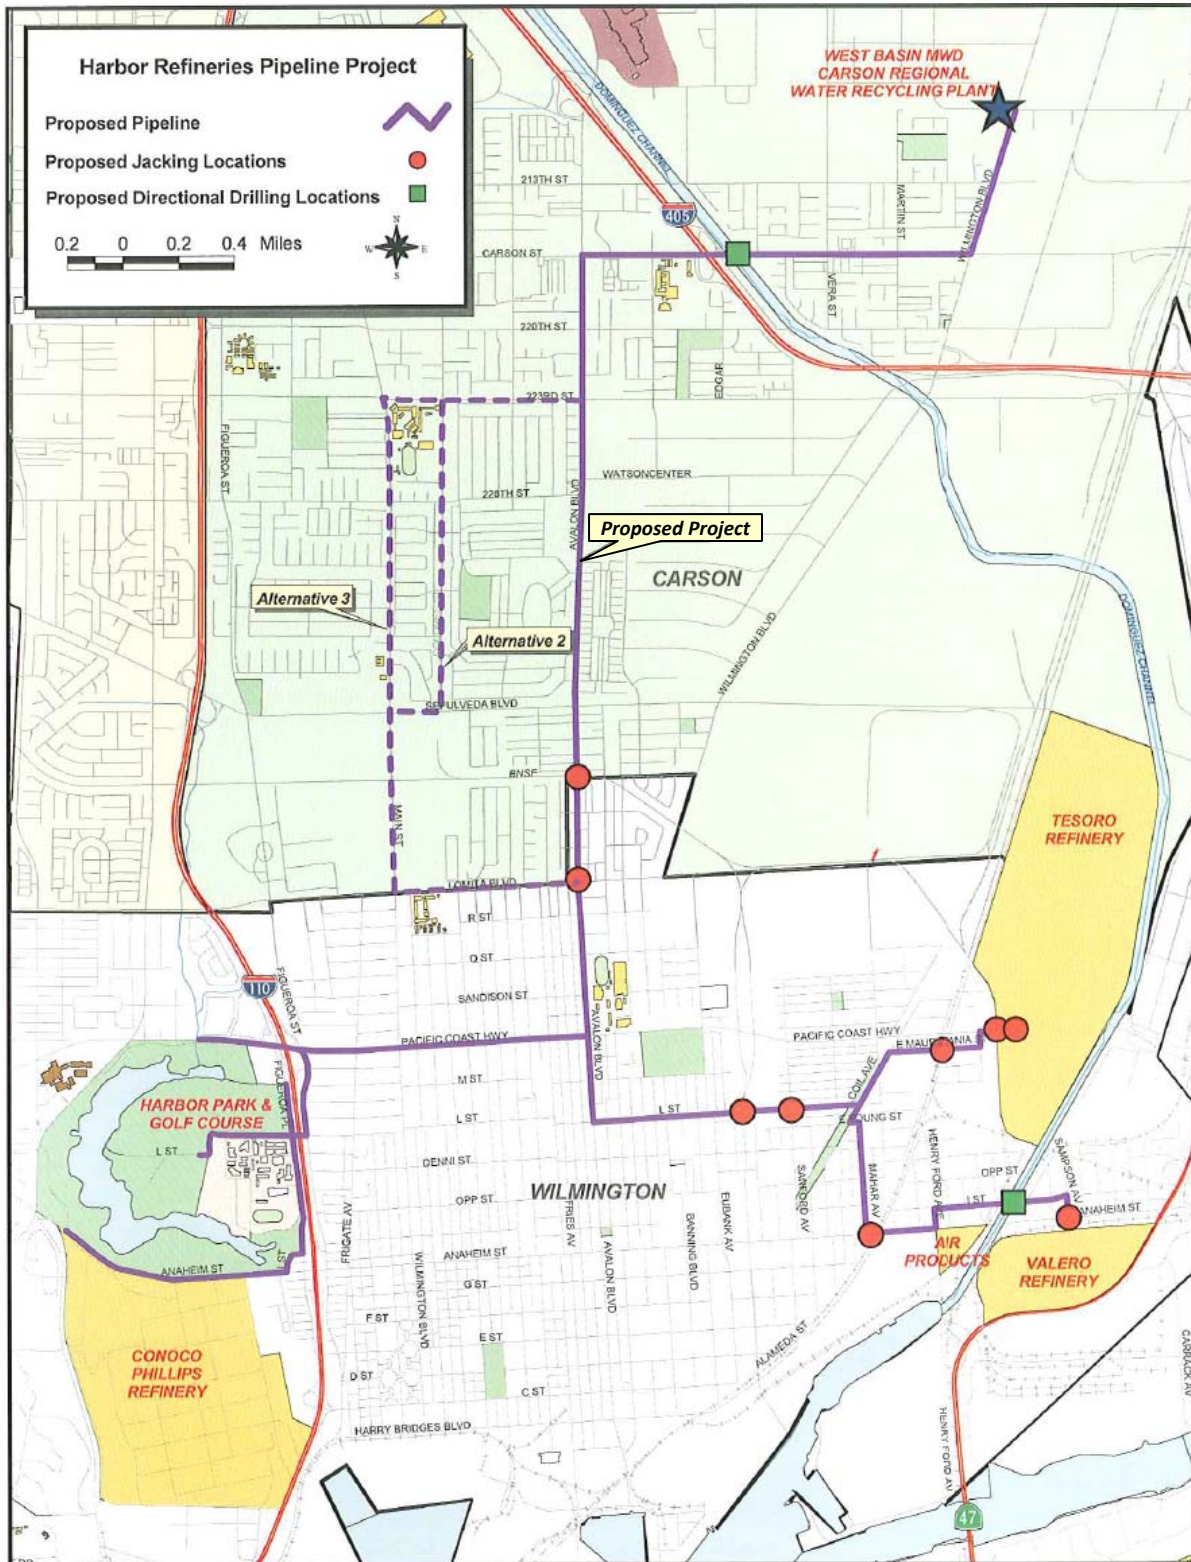 Harbor Refineries Pipeline Project
Proposed Pipeline
Proposed Jacking Locations
Proposed Directional Drilling Locations
0.2 0 0.2 0.4 Miles
N
W E
S
WEST BASIN MWD
CARSON REGIONAL
WATER RECYCLING PLANT
DOMINGUEZ CHANNEL
213TH ST
405
MARTIN ST
WILMINGTON BLVD
CARSON ST
VERA ST
220TH ST
EDGAR
223RD ST
FIGUEROA ST
WATSONCENTER
228TH ST
AVALON BLVD
Proposed Project
CARSON
Alternative 3
Alternative 2
DOMINGUEZ CHANNEL
WILMINGTON BLVD
SEPULVEDA BLVD
BNSF
MAIN ST
TESORO
REFINERY
LOMITA BLVD
R ST
Q ST
110
FIGUEROA ST
SANDISON ST
AVALON BLVD
PACIFIC COAST HWY
PACIFIC COAST HWY
M ST
FIGUEROA PL
HARBOR PARK &
GOLF COURSE
L ST
L ST
L ST
COIL AVE
E YOUNG ST
DENNI ST
OPP ST
WILMINGTON
SANFORD AV
MAHAR AV
HENRY FORD AVE
OPP ST
I ST
SAMPSON AV
ANAHEIM ST
FRIGATE AV
FRIES AV
EUBANK AV
BANNING BLVD
AVALON BLVD
AIR
PRODUCTS
VALERO
REFINERY
ANAHEIM ST
ANAHEIM ST
G ST
WILMINGTON BLVD
F ST
E ST
ALAMEDA ST
CONOCO
PHILLIPS
REFINERY
D ST
C ST
CARRACK AV
HARRY BRIDGES BLVD
HENRY FORD AV
47